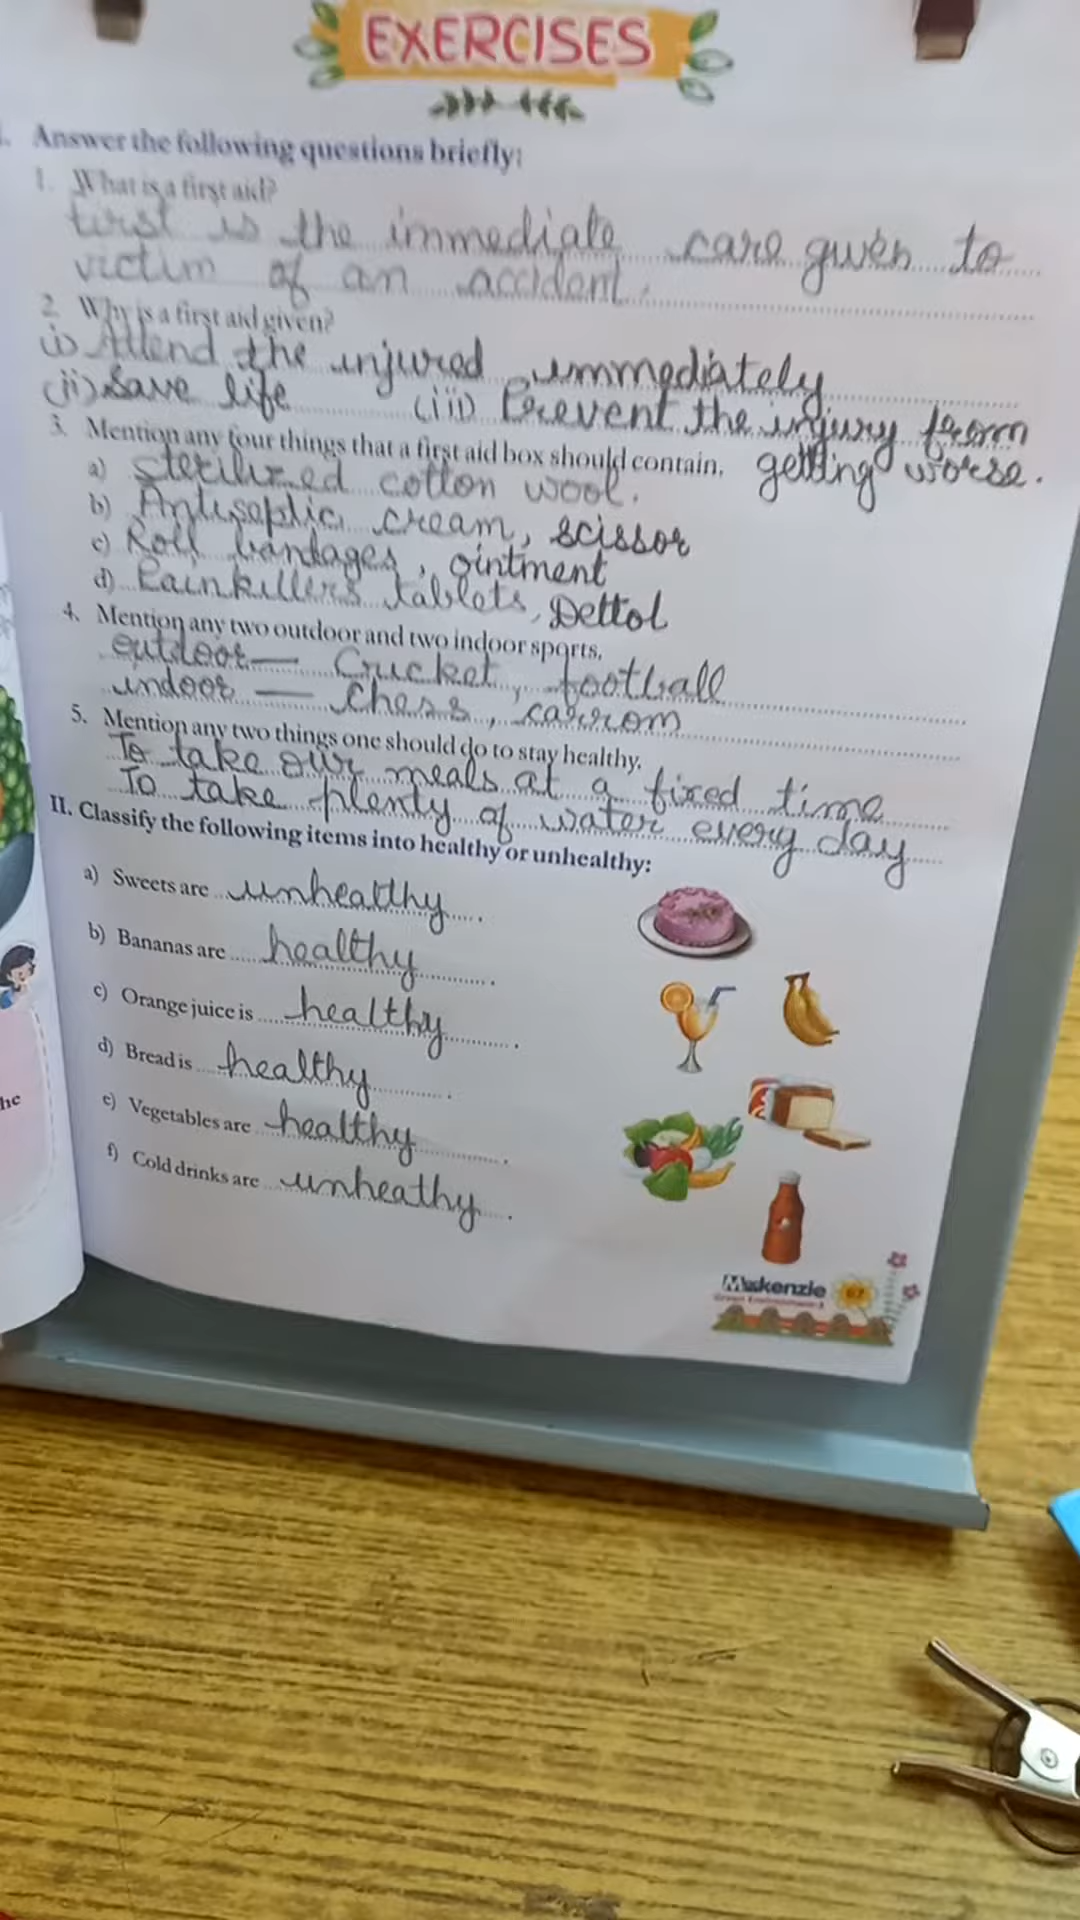 EXERCISES
Answer the following questions briefly:
1. What is a first aid?
first is the immediate care given to
victim of an accident.
2. Why is a first aid given?
i) Attend the injured immediately
(ii) Save life (iii) Prevent the injury from
getting worse.
3. Mention any four things that a first aid box should contain.
a) sterilized cotton wool.
b) Antiseptic cream, scissor
c) Roll bandages, ointment
d) Painkillers tablets, Dettol
4. Mention any two outdoor and two indoor sports.
outdoor — Cricket, football
indoor — Chess, carrom
5. Mention any two things one should do to stay healthy.
To take our meals at a fixed time
To take plenty of water every day
II. Classify the following items into healthy or unhealthy:
a) Sweets are unhealthy.
b) Bananas are healthy.
c) Orange juice is healthy.
d) Bread is healthy.
e) Vegetables are healthy.
f) Cold drinks are unheathy.
he